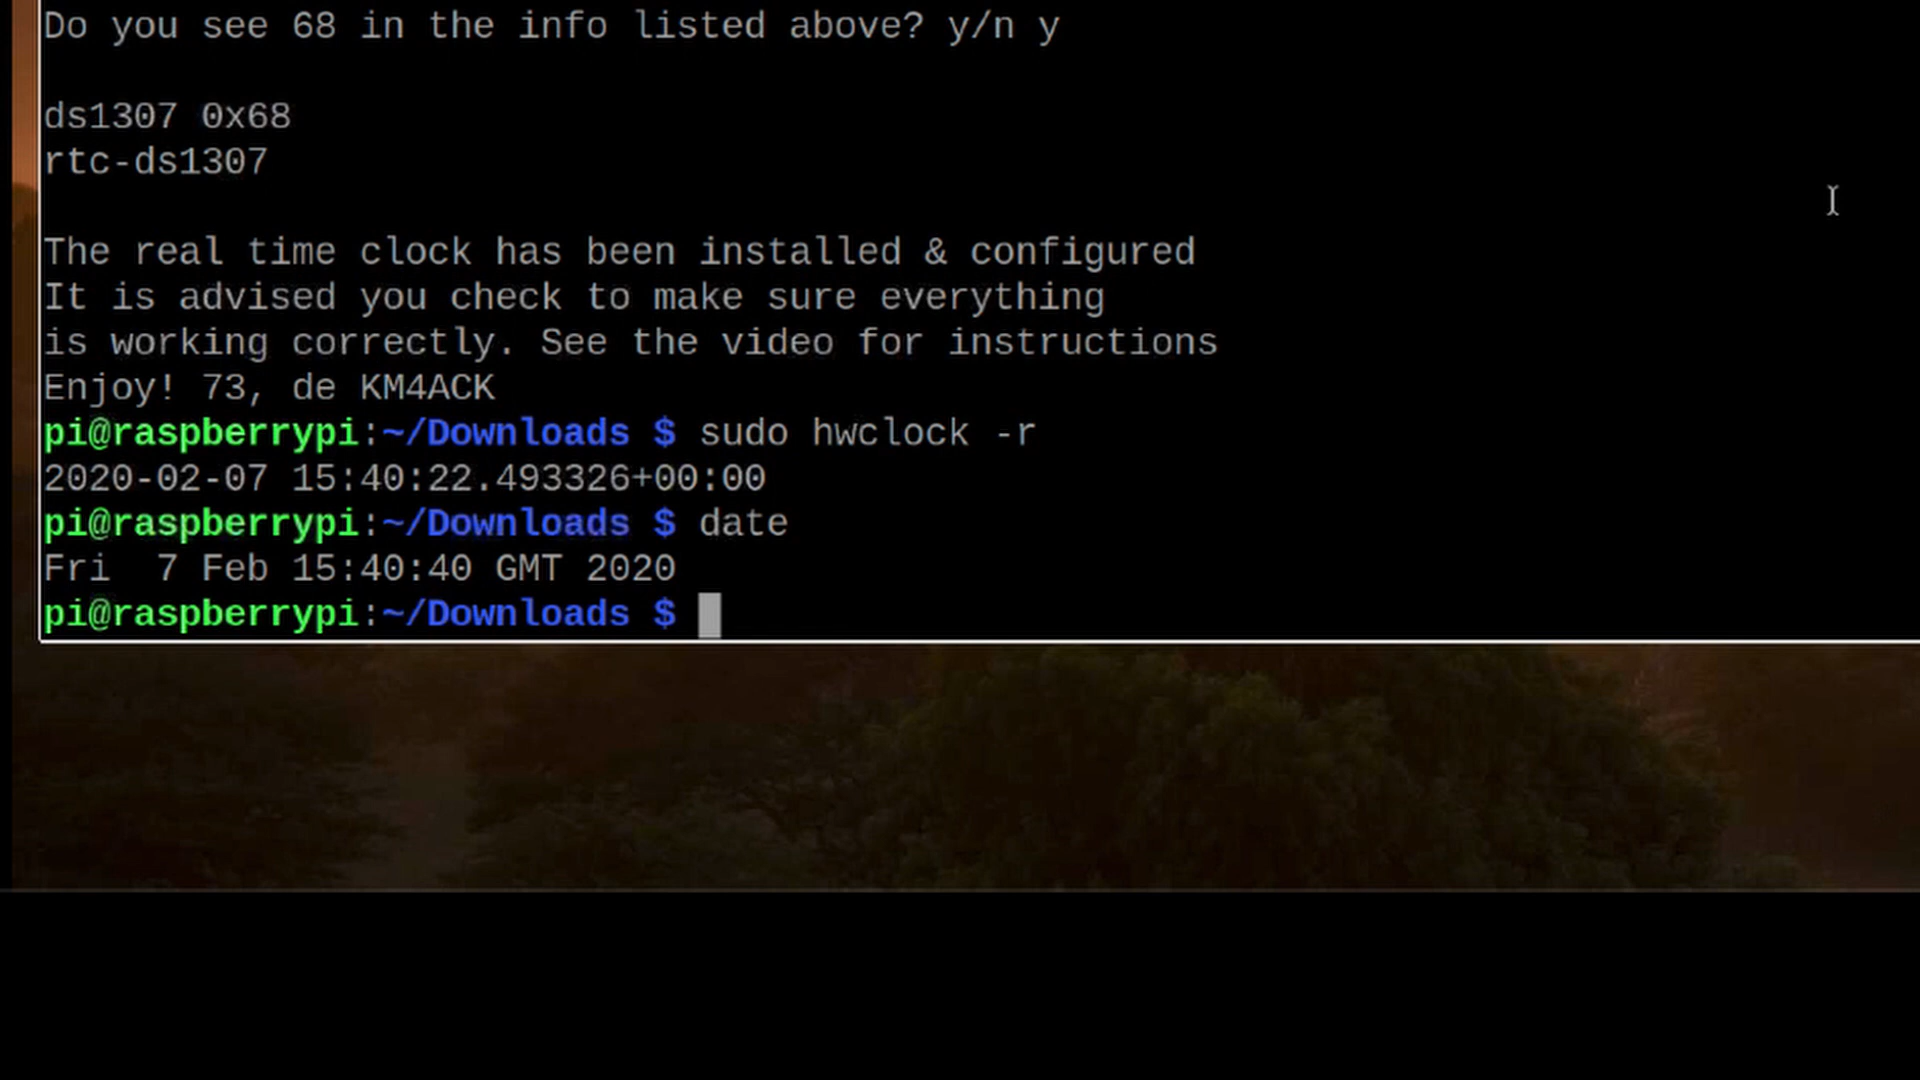 Do you see 68 in the info listed above? y/n y
ds1307 0x68
rtc-ds1307
The real time clock has been installed & configured
It is advised you check to make sure everything
is working correctly. See the video for instructions
Enjoy! 73, de KM4ACK
pi@raspberrypi:~/Downloads $ sudo hwclock -r
2020-02-07 15:40:22.493326+00:00
pi@raspberrypi:~/Downloads $ date
Fri  7 Feb 15:40:40 GMT 2020
pi@raspberrypi:~/Downloads $